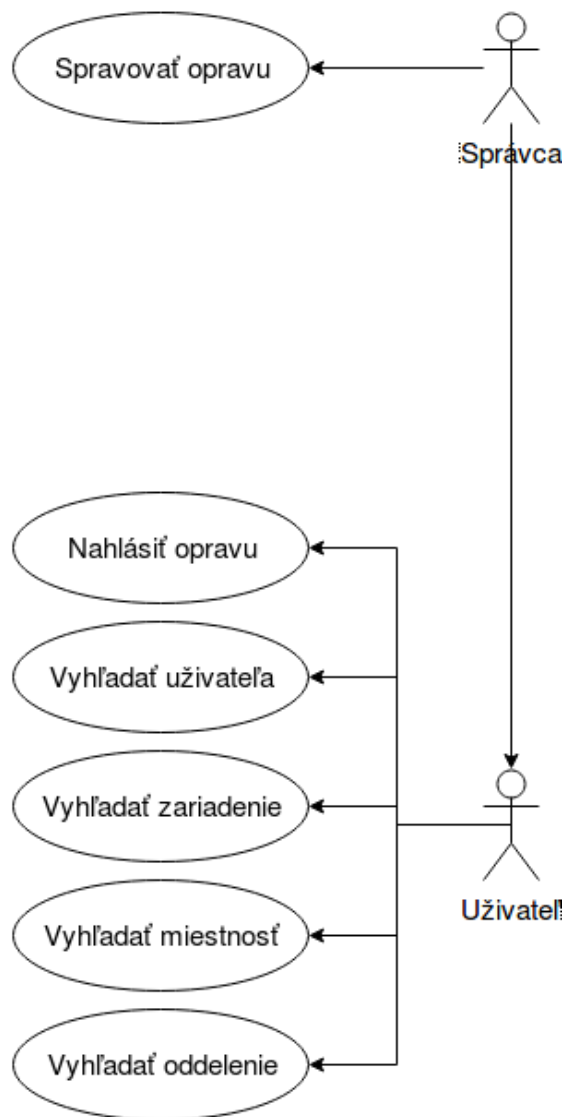 Spravovať opravu
Správca
Nahlásiť opravu
Vyhľadať uživateľa
Vyhľadať zariadenie
Uživateľ
Vyhľadať miestnosť
Vyhľadať oddelenie